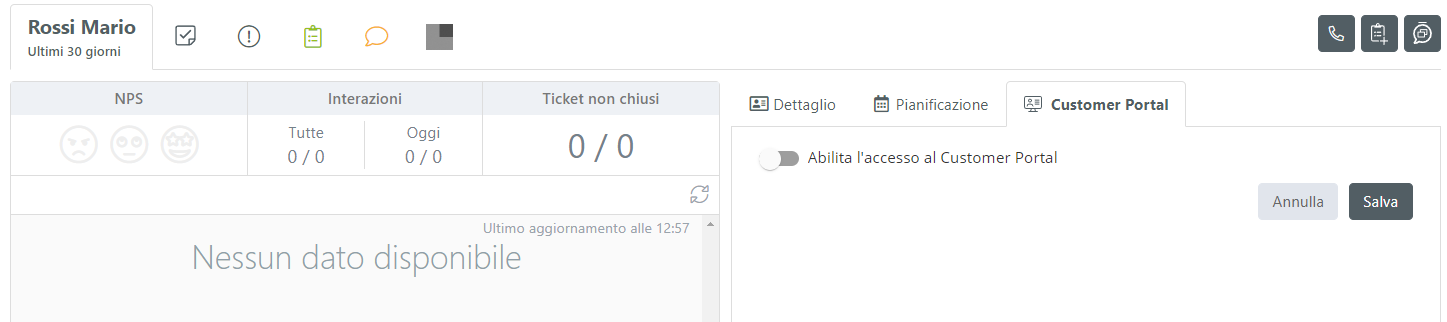 Rossi Mario
Ultimi 30 giorni
NPS
Interazioni
Ticket non chiusi
Tutte
0 / 0
Oggi
0 / 0
0 / 0
Ultimo aggiornamento alle 12:57
Nessun dato disponibile
Dettaglio
Pianificazione
Customer Portal
Abilita l'accesso al Customer Portal
Annulla
Salva